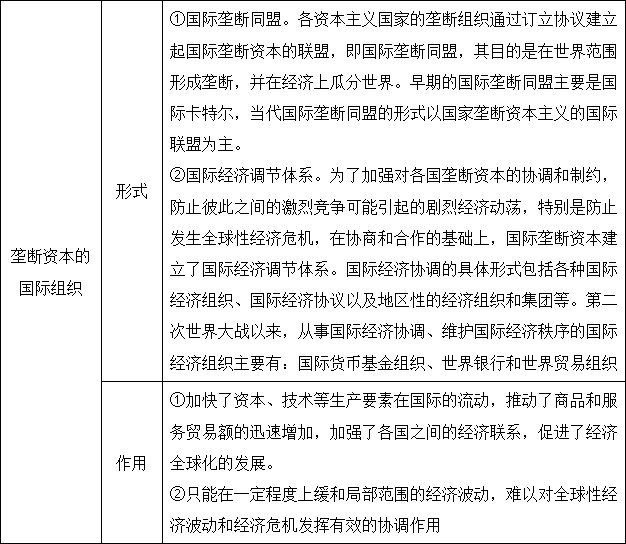 垄断资本的
国际组织
形式
①国际垄断同盟。各资本主义国家的垄断组织通过订立协议建立
起国际垄断资本的联盟，即国际垄断同盟，其目的是在世界范围
形成垄断，并在经济上瓜分世界。早期的国际垄断同盟主要是国
际卡特尔，当代国际垄断同盟的形式以国家垄断资本主义的国际
联盟为主。
②国际经济调节体系。为了加强对各国垄断资本的协调和制约，
防止彼此之间的激烈竞争可能引起的剧烈经济动荡，特别是防止
发生全球性经济危机，在协商和合作的基础上，国际垄断资本建
立了国际经济调节体系。国际经济协调的具体形式包括各种国际
经济组织、国际经济协议以及地区性的经济组织和集团等。第二
次世界大战以来，从事国际经济协调、维护国际经济秩序的国际
经济组织主要有：国际货币基金组织、世界银行和世界贸易组织
作用
①加快了资本、技术等生产要素在国际的流动，推动了商品和服
务贸易额的迅速增加，加强了各国之间的经济联系，促进了经济
全球化的发展。
②只能在一定程度上缓和局部范围的经济波动，难以对全球性经
济波动和经济危机发挥有效的协调作用